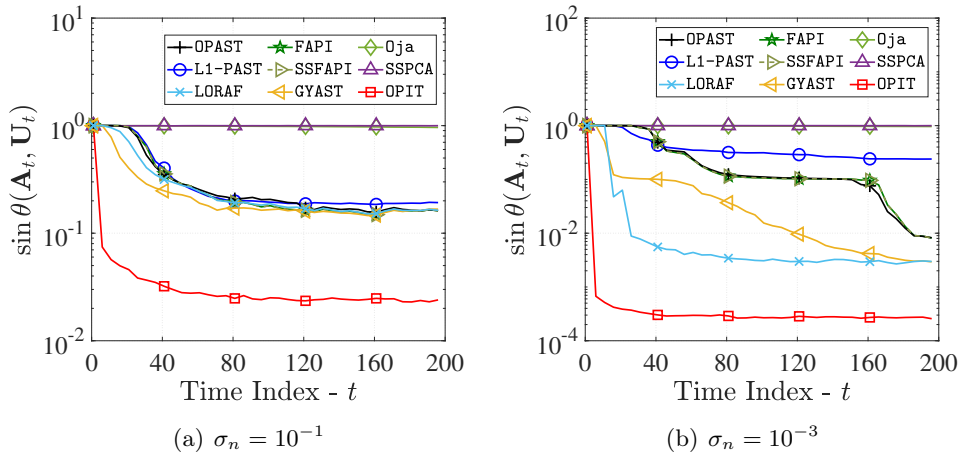 10^1
OPAST FAPI Oja
L1-PAST SSFAPI SSPCA
LORAF GYAST OPIT
10^0
10^-1
10^-2
sin θ(A_t, U_t)
0 40 80 120 160 200
Time Index - t
(a) σ_n = 10^-1
10^2
OPAST FAPI Oja
L1-PAST SSFAPI SSPCA
LORAF GYAST OPIT
10^0
10^-2
10^-4
sin θ(A_t, U_t)
0 40 80 120 160 200
Time Index - t
(b) σ_n = 10^-3